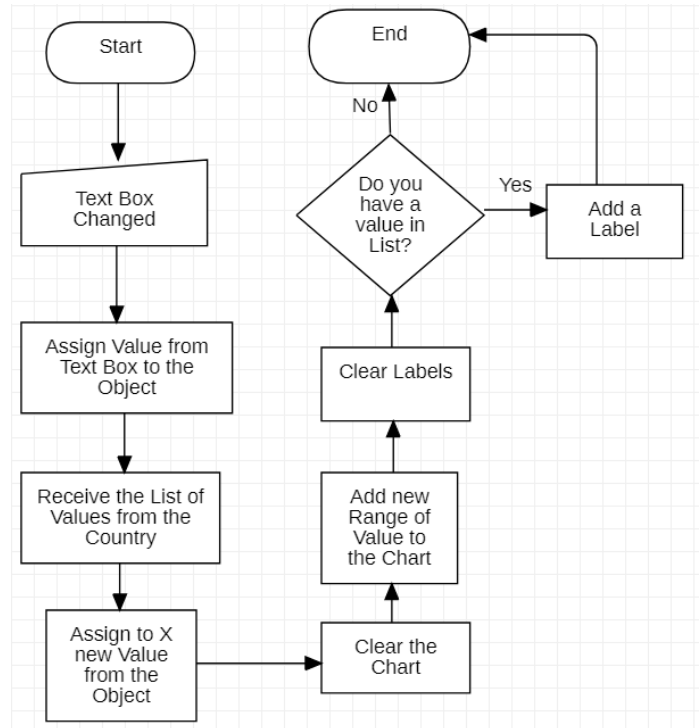 Start
Text Box
Changed
Assign Value from
Text Box to the
Object
Receive the List of
Values from the
Country
Assign to X
new Value
from the
Object
Clear the
Chart
Add new
Range of
Value to
the Chart
Clear Labels
Do you
have a
value in
List?
Yes
Add a
Label
No
End